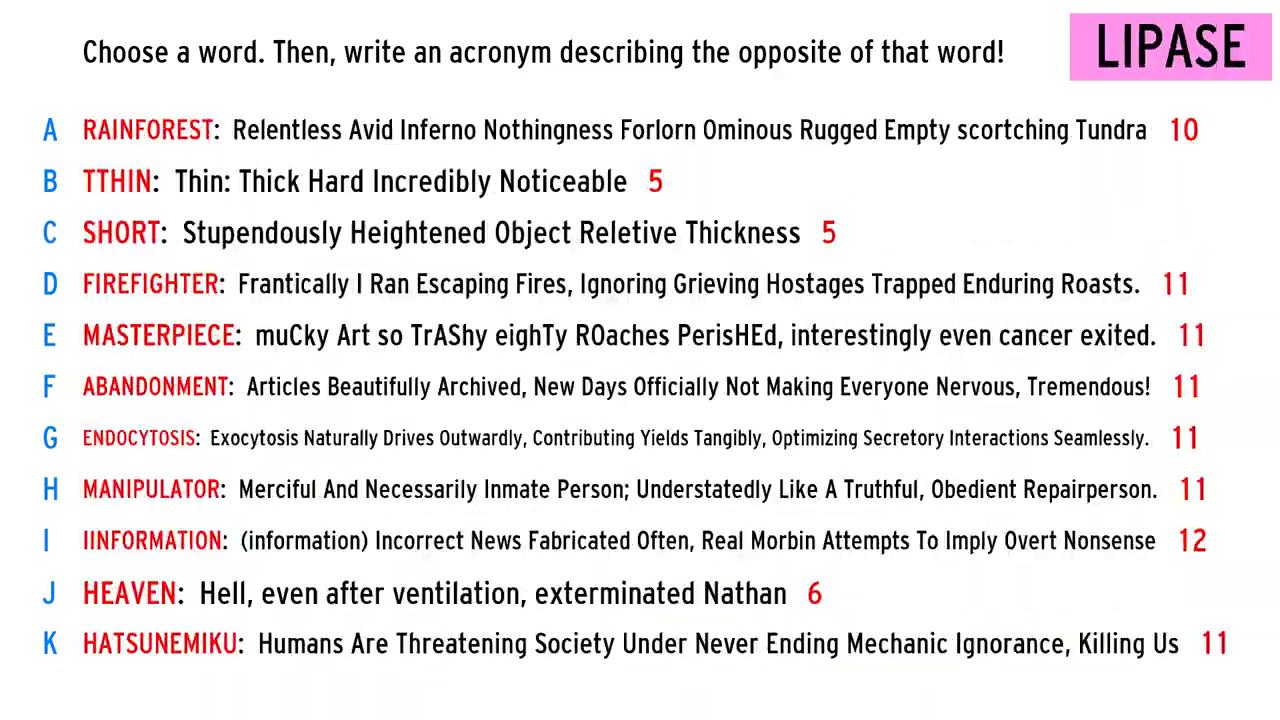 Choose a word. Then, write an acronym describing the opposite of that word!
LIPASE
A RAINFOREST: Relentless Avid Inferno Nothingness Forlorn Ominous Rugged Empty scortching Tundra 10
B TTHIN: Thin: Thick Hard Incredibly Noticeable 5
C SHORT: Stupendously Heightened Object Reletive Thickness 5
D FIREFIGHTER: Frantically I Ran Escaping Fires, Ignoring Grieving Hostages Trapped Enduring Roasts. 11
E MASTERPIECE: muCky Art so TrAShy eighTy ROaches PerisHEd, interestingly even cancer exited. 11
F ABANDONMENT: Articles Beautifully Archived, New Days Officially Not Making Everyone Nervous, Tremendous! 11
G ENDOCYTOSIS: Exocytosis Naturally Drives Outwardly, Contributing Yields Tangibly, Optimizing Secretory Interactions Seamlessly. 11
H MANIPULATOR: Merciful And Necessarily Inmate Person; Understatedly Like A Truthful, Obedient Repairperson. 11
I IINFORMATION: (information) Incorrect News Fabricated Often, Real Morbin Attempts To Imply Overt Nonsense 12
J HEAVEN: Hell, even after ventilation, exterminated Nathan 6
K HATSUNEMIKU: Humans Are Threatening Society Under Never Ending Mechanic Ignorance, Killing Us 11